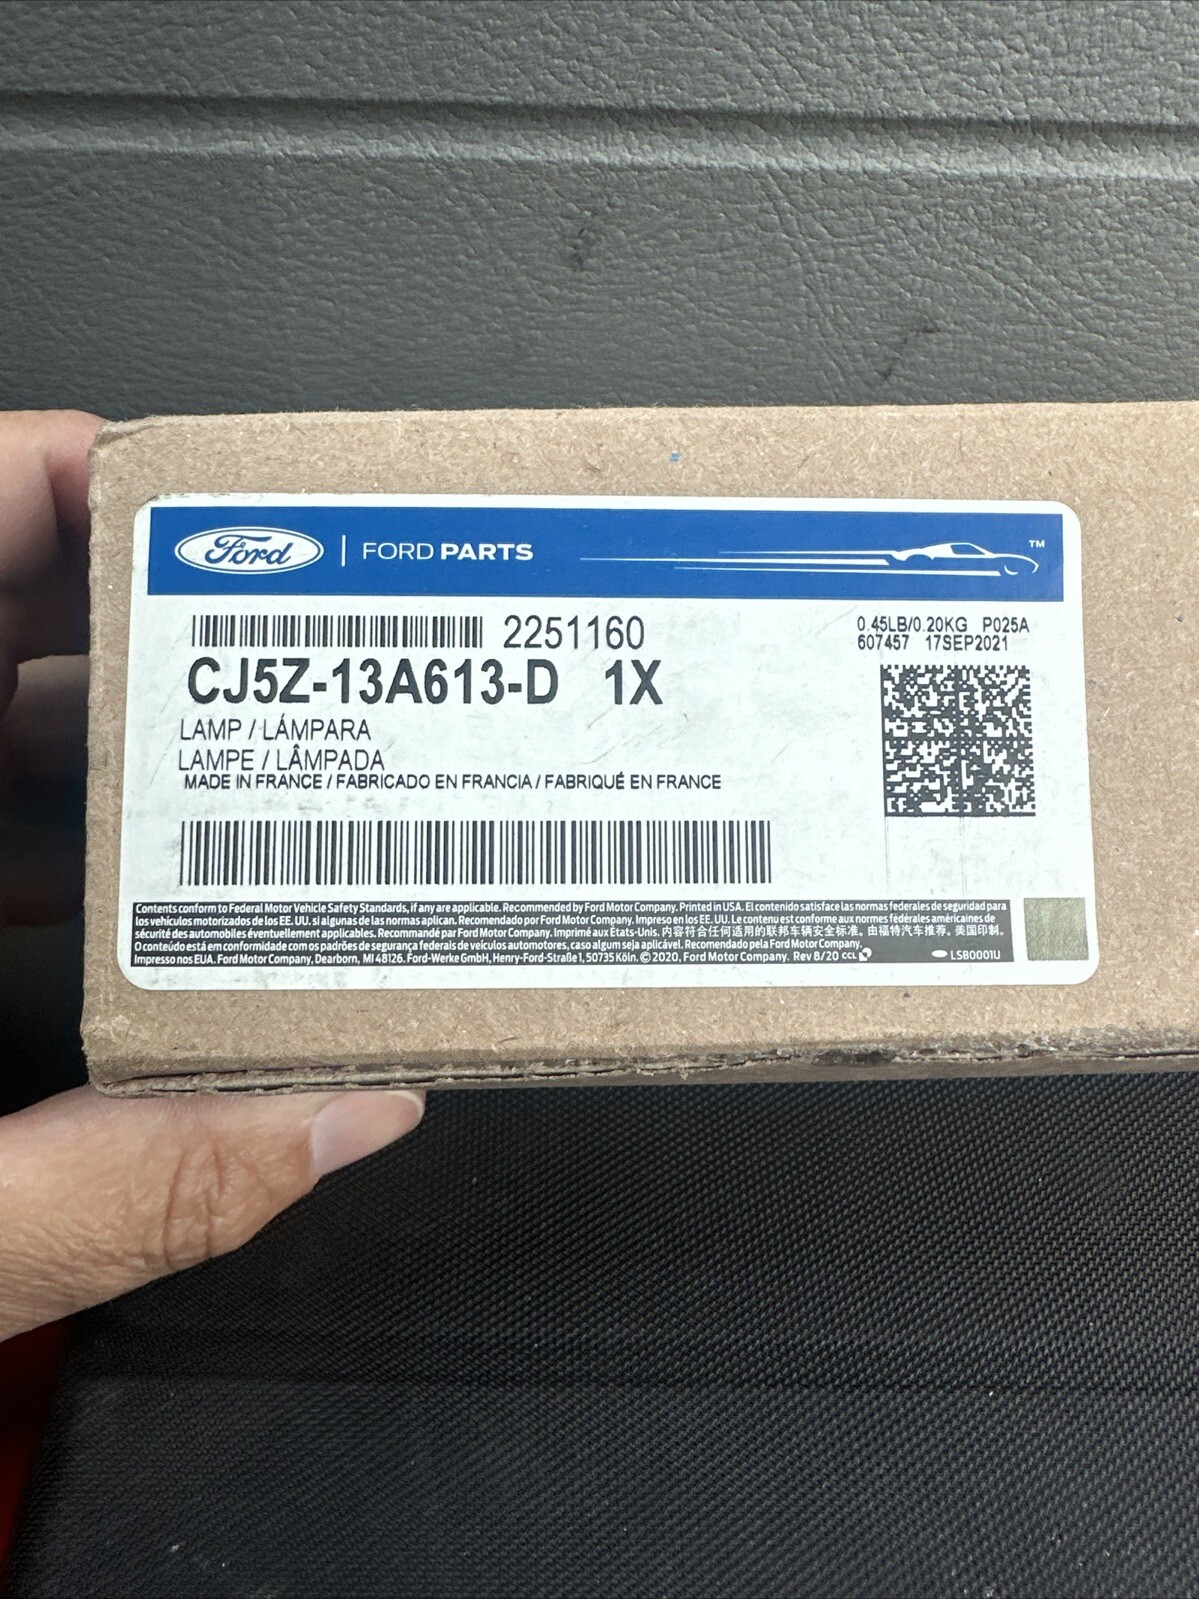 Ford | FORD PARTS ™
2251160
0.45LB/0.20KG P025A
607457 17SEP2021
CJ5Z-13A613-D 1X
LAMP / LÁMPARA
LAMPE / LÂMPADA
MADE IN FRANCE / FABRICADO EN FRANCIA / FABRIQUÉ EN FRANCE
Contents conform to Federal Motor Vehicle Safety Standards, if any are applicable. Recommended by Ford Motor Company. Printed in USA. El contenido satisface las normas federales de seguridad para
los vehículos motorizados de los EE. UU. si algunas de las normas aplican. Recomendado por Ford Motor Company. Impreso en los EE. UU. Le contenu est conforme aux normes fédérales américaines de
sécurité des automobiles éventuellement applicables. Recommandé par Ford Motor Company. Imprimé aux États-Unis. 内容符合任何适用的联邦车辆安全标准。由福特汽车推荐。美国印制。
O conteúdo está em conformidade com os padrões de segurança federais de veículos automotores, caso algum seja aplicável. Recomendado pela Ford Motor Company.
Impresso nos EUA. Ford Motor Company, Dearborn, MI 48126. Ford-Werke GmbH, Henry-Ford-Straße 1, 50735 Köln. © 2020, Ford Motor Company. Rev 8/20 CCL
LSB0001U